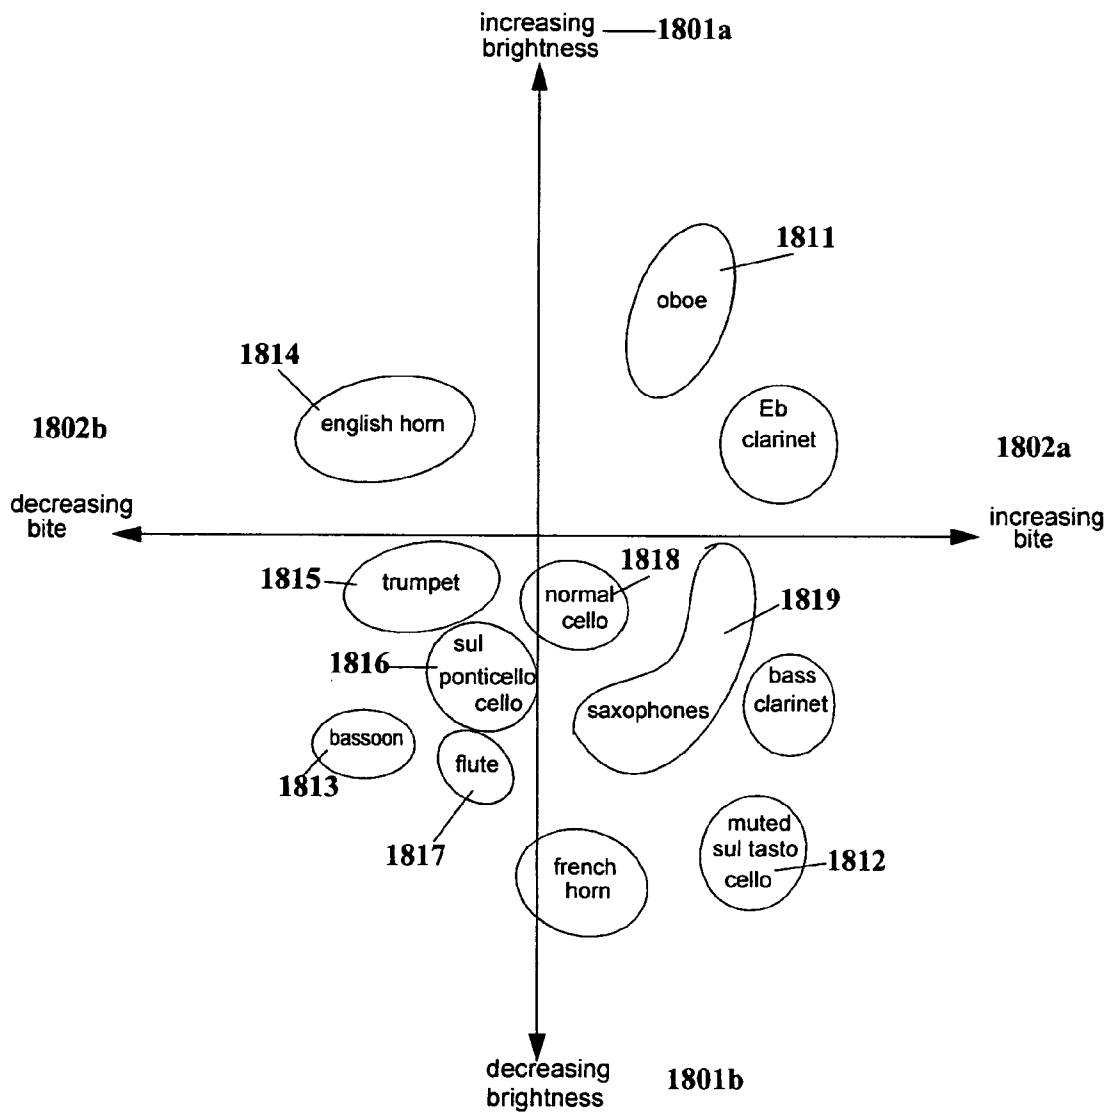 increasing
brightness
1801a
1811
oboe
1814
english horn
Eb
clarinet
1802b
1802a
decreasing
bite
increasing
bite
1815
trumpet
1818
normal
cello
1819
1816
sul
ponticello
cello
saxophones
bass
clarinet
bassoon
1813
flute
1817
french
horn
muted
sul tasto
cello
1812
decreasing
brightness
1801b